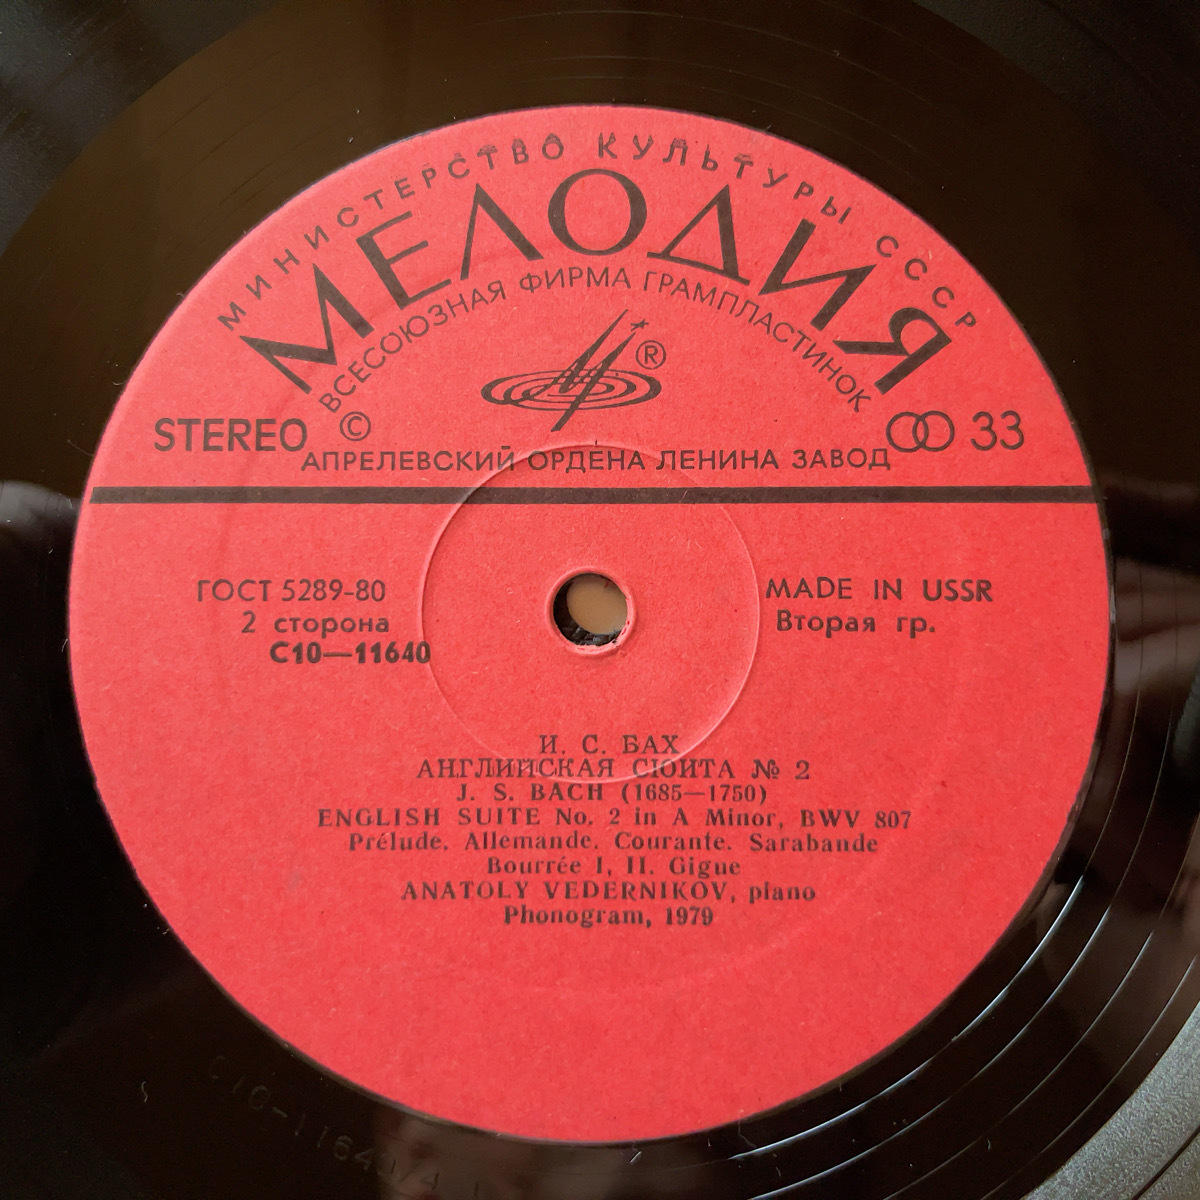 МИНИСТЕРСТВО КУЛЬТУРЫ СССР
МЕЛОДИЯ
ВСЕСОЮЗНАЯ ФИРМА ГРАМПЛАСТИНОК
®
STEREO © 33
АПРЕЛЕВСКИЙ ОРДЕНА ЛЕНИНА ЗАВОД
ГОСТ 5289-80
2 сторона
С10—11640
MADE IN USSR
Вторая гр.
И. С. БАХ
АНГЛИЙСКАЯ СЮИТА № 2
J. S. BACH (1685—1750)
ENGLISH SUITE No. 2 in A Minor, BWV 807
Prélude. Allemande. Courante. Sarabande
Bourrée I, II. Gigue
ANATOLY VEDERNIKOV, piano
Phonogram, 1979